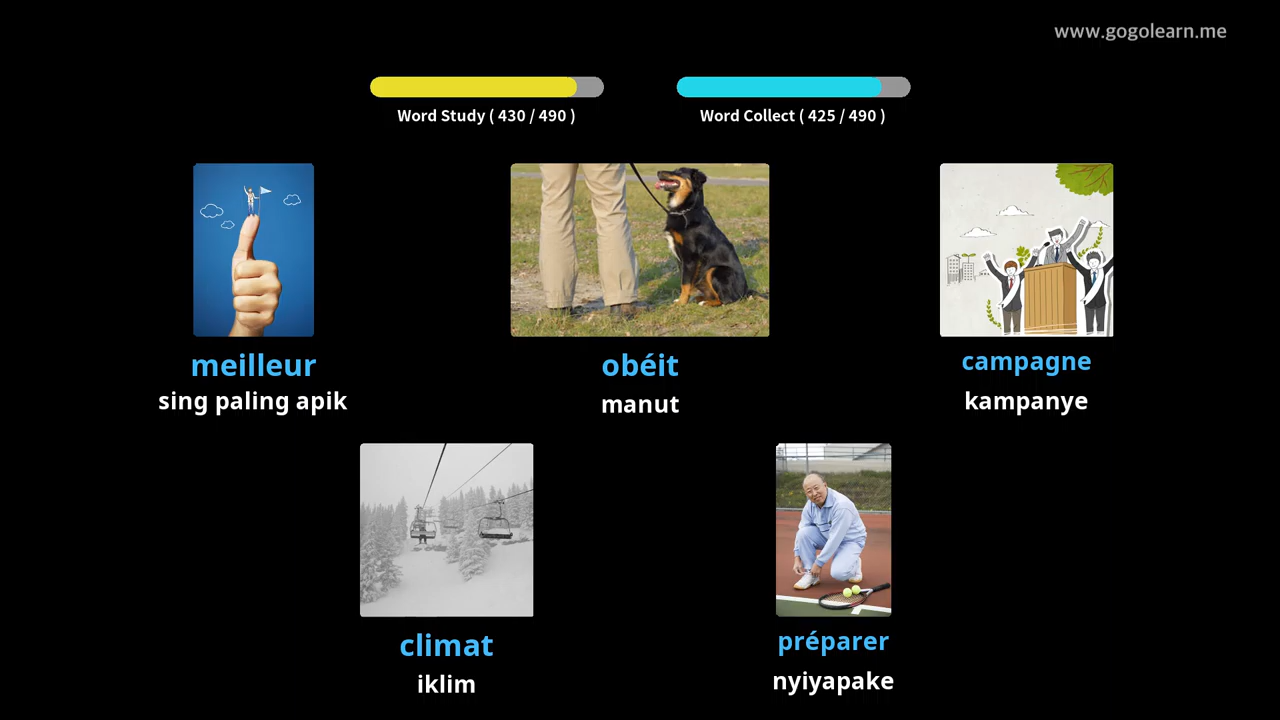 www.gogolearn.me
Word Study ( 430 / 490 )
Word Collect ( 425 / 490 )
meilleur
sing paling apik
obéit
manut
campagne
kampanye
climat
iklim
préparer
nyiyapake